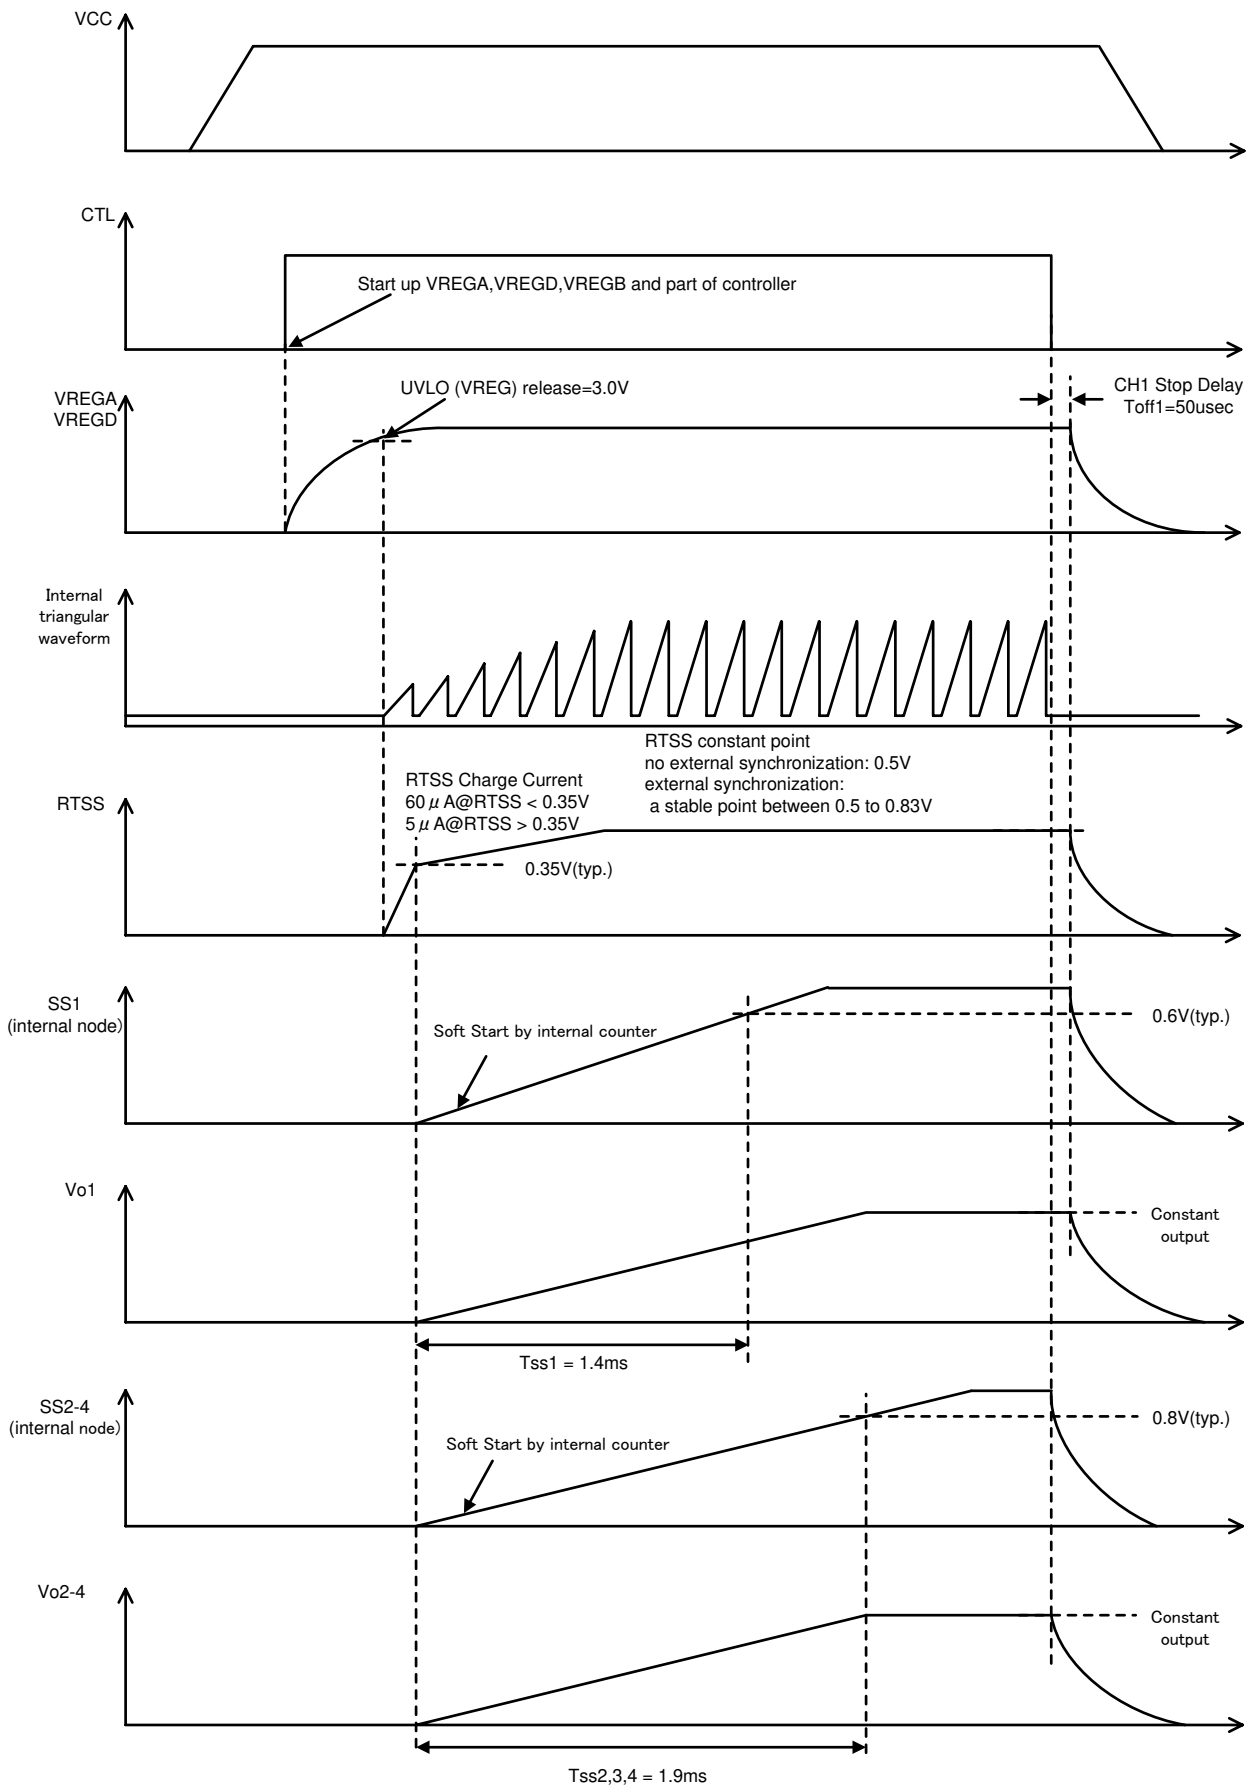 VCC
CTL
Start up VREGA,VREGD,VREGB and part of controller
VREGA
VREGD
UVLO (VREG) release=3.0V
CH1 Stop Delay
Toff1=50usec
Internal
triangular
waveform
RTSS constant point
no external synchronization: 0.5V
external synchronization:
a stable point between 0.5 to 0.83V
RTSS Charge Current
60μA@RTSS < 0.35V
5μA@RTSS > 0.35V
RTSS
0.35V(typ.)
SS1
(internal node)
Soft Start by internal counter
0.6V(typ.)
Vo1
Constant
output
Tss1 = 1.4ms
SS2-4
(internal node)
Soft Start by internal counter
0.8V(typ.)
Vo2-4
Constant
output
Tss2,3,4 = 1.9ms